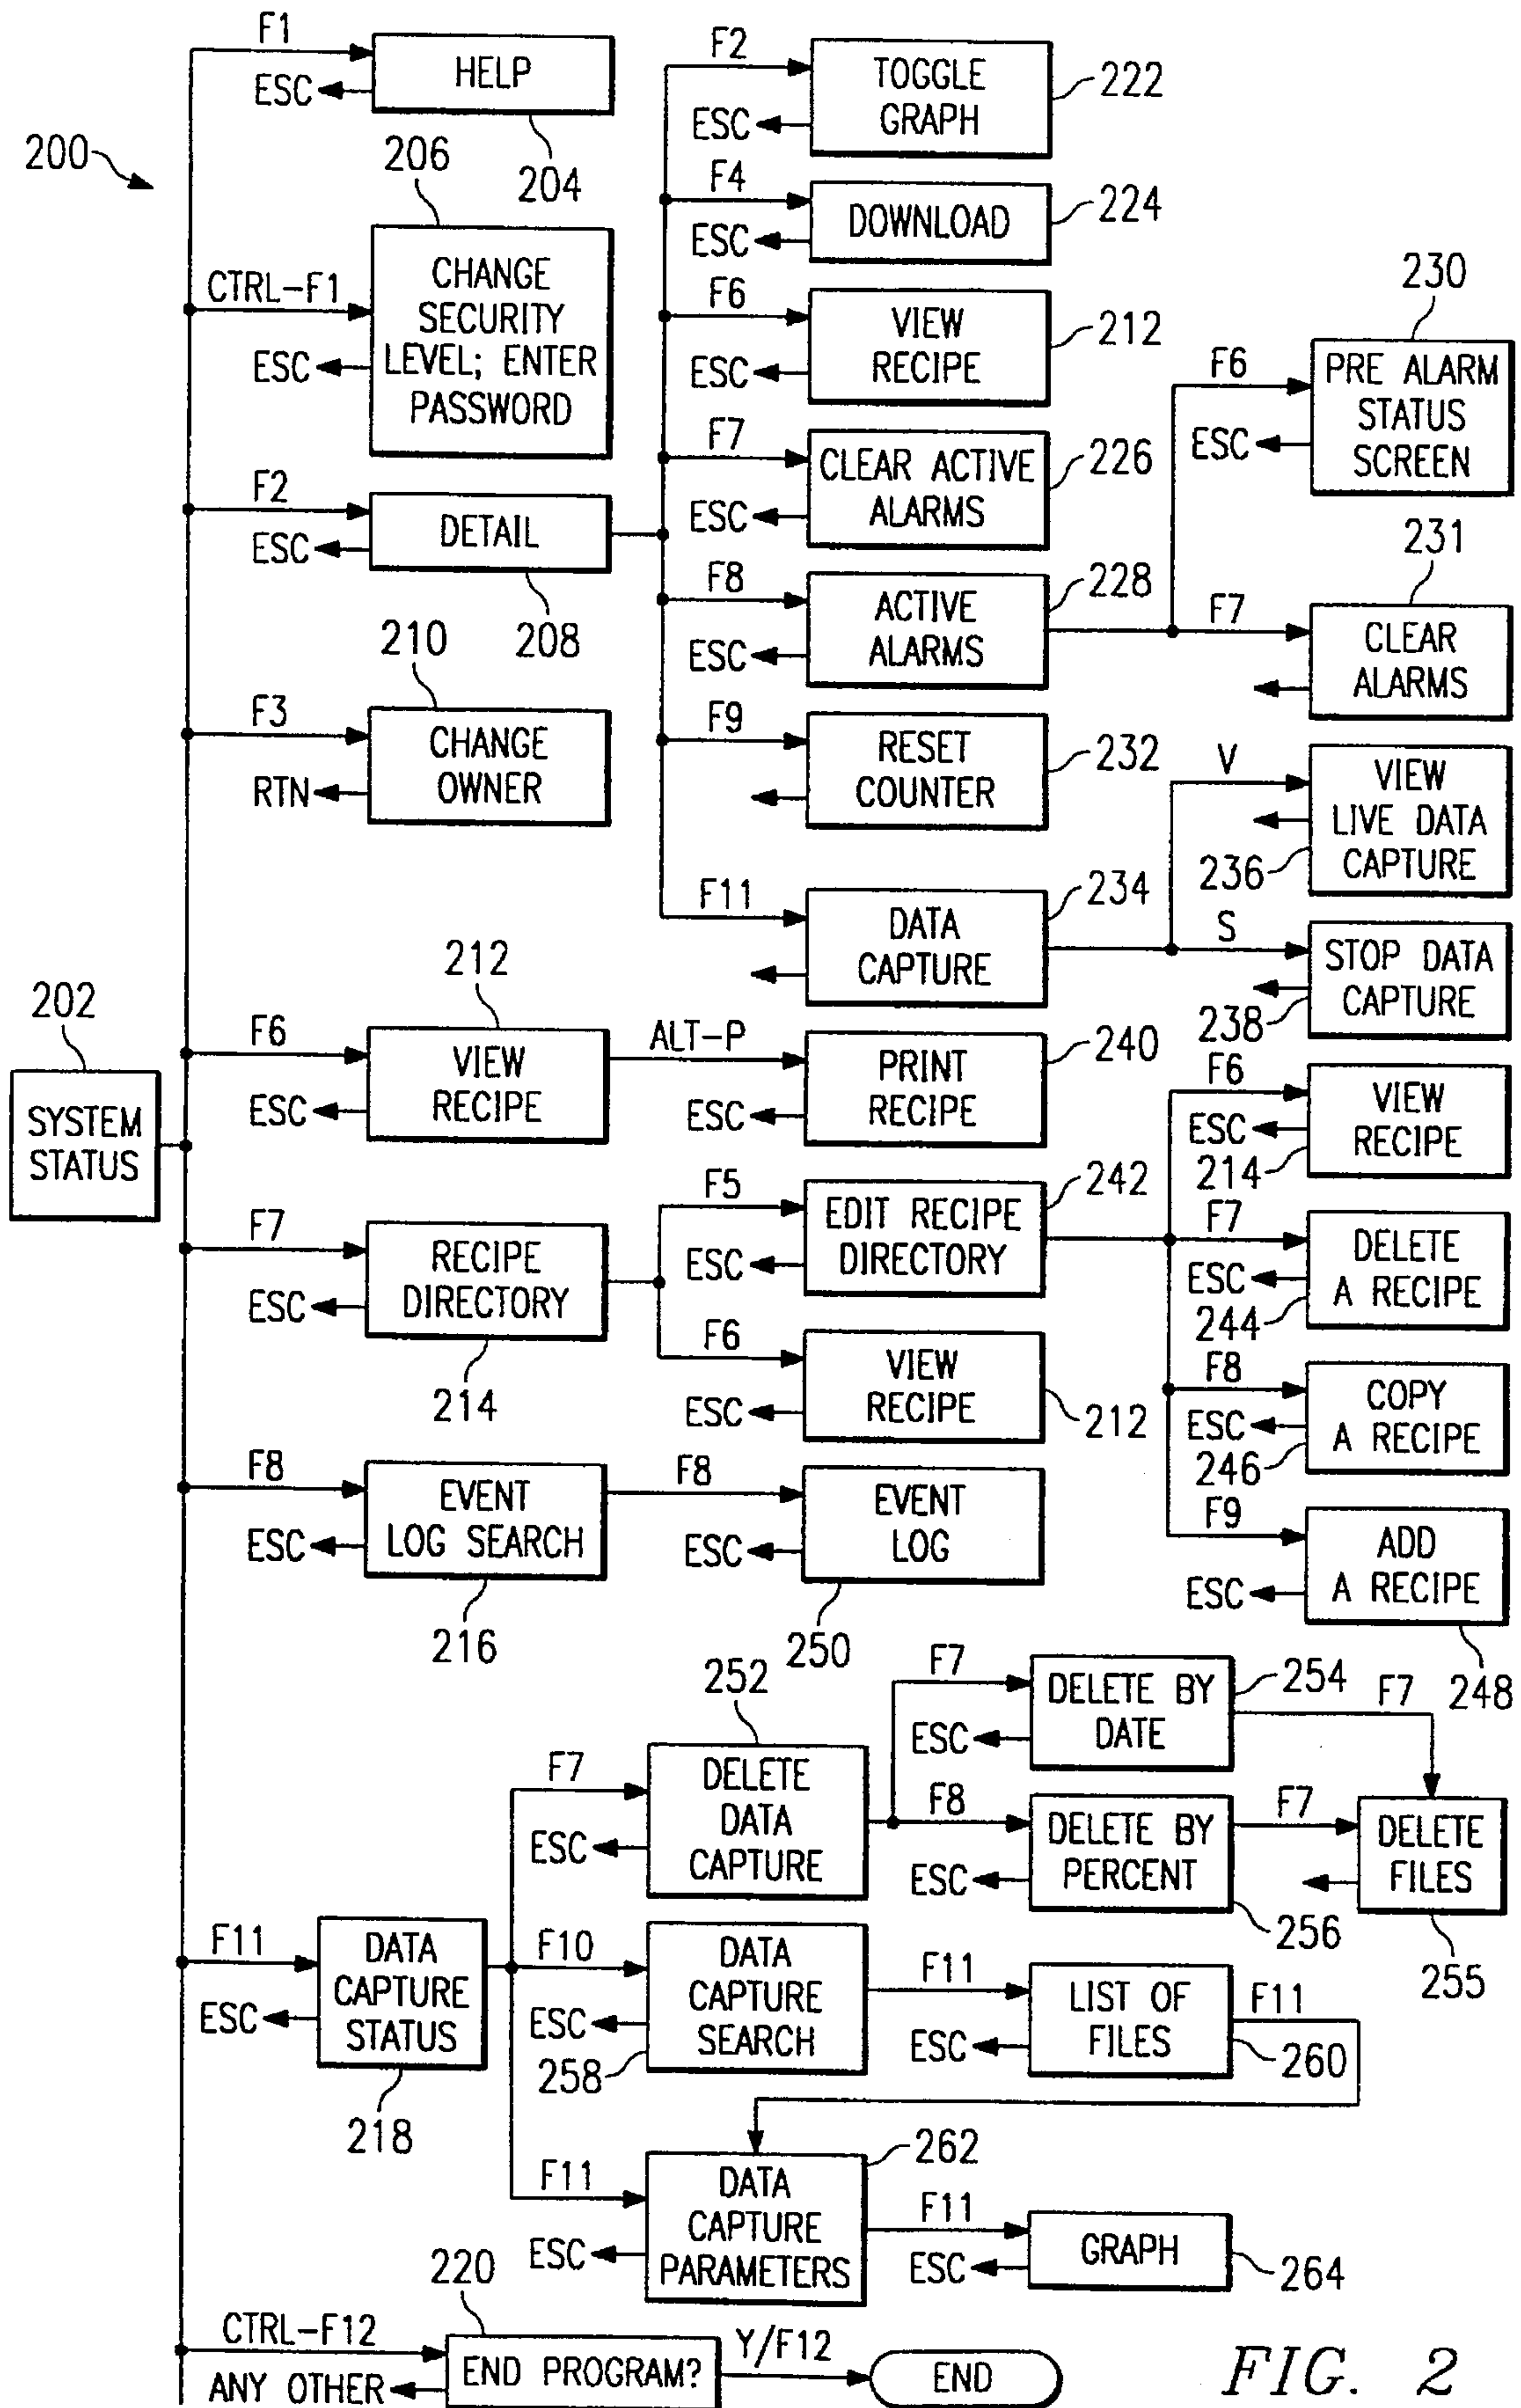 F1
HELP
ESC
204
200
206
CTRL-F1
CHANGE
SECURITY
LEVEL; ENTER
PASSWORD
ESC
F2
DETAIL
ESC
208
210
F3
CHANGE
OWNER
RTN
F2
TOGGLE
GRAPH
222
ESC
F4
DOWNLOAD
224
ESC
F6
VIEW
RECIPE
212
ESC
F7
CLEAR ACTIVE
ALARMS
226
ESC
F8
ACTIVE
ALARMS
228
ESC
F9
RESET
COUNTER
232
F11
DATA
CAPTURE
234
230
F6
PRE ALARM
STATUS
SCREEN
ESC
231
F7
CLEAR
ALARMS
V
VIEW
LIVE DATA
CAPTURE
236
S
STOP DATA
CAPTURE
238
202
SYSTEM
STATUS
212
F6
VIEW
RECIPE
ESC
ALT-P
PRINT
RECIPE
240
ESC
F7
RECIPE
DIRECTORY
ESC
214
F5
EDIT RECIPE
DIRECTORY
242
ESC
F6
VIEW
RECIPE
ESC
212
F6
VIEW
RECIPE
ESC
214
F7
DELETE
A RECIPE
ESC
244
F8
COPY
A RECIPE
ESC
246
F9
ADD
A RECIPE
ESC
248
F8
EVENT
LOG SEARCH
ESC
216
F8
EVENT
LOG
ESC
250
F11
DATA
CAPTURE
STATUS
ESC
218
252
F7
DELETE
DATA
CAPTURE
ESC
F7
DELETE BY
DATE
254
ESC
F7
F8
DELETE BY
PERCENT
ESC
256
F7
DELETE
FILES
255
F10
DATA
CAPTURE
SEARCH
ESC
258
F11
LIST OF
FILES
ESC
260
F11
F11
DATA
CAPTURE
PARAMETERS
262
ESC
F11
GRAPH
ESC
264
220
CTRL-F12
END PROGRAM?
ANY OTHER
Y/F12
END
FIG. 2